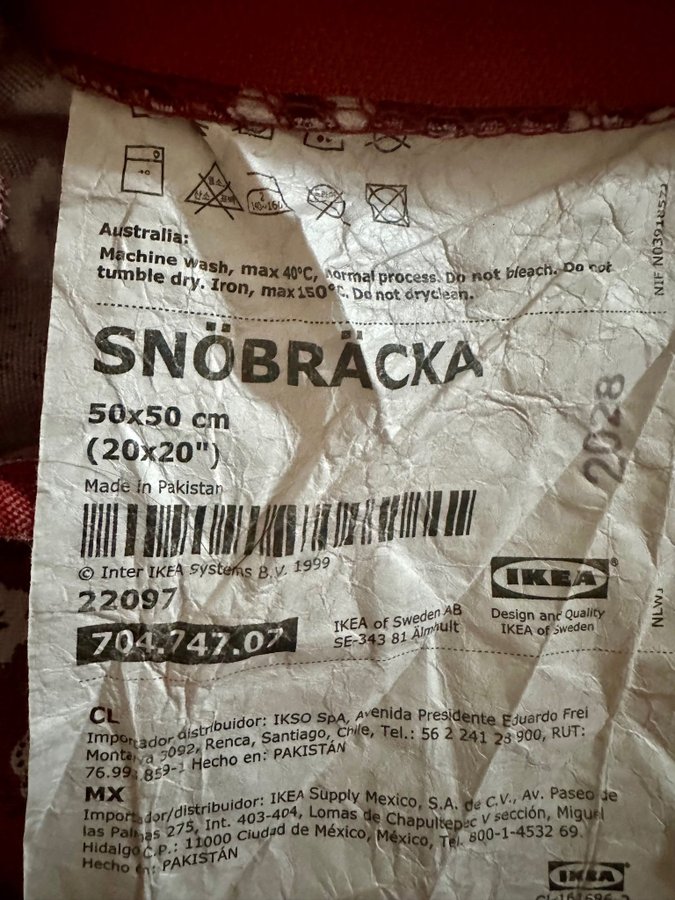 Australia:
Machine wash, max 40°C, normal process. Do not bleach. Do not
tumble dry. Iron, max 150°C. Do not dryclean.
SNÖBRÄCKA
50x50 cm
(20x20")
Made in Pakistan
© Inter IKEA Systems B.V. 1999
22097
704.747.07
IKEA of Sweden AB
SE-343 81 Älmhult
2028
IKEA®
Design and Quality
IKEA of Sweden
CL
Importador distribuidor: IKSO SpA, Avenida Presidente Eduardo Frei
Montalva 3092, Renca, Santiago, Chile, Tel.: 56 2 241 28 900, RUT:
76.99 859-1 Hecho en: PAKISTÁN
MX
Importador/distribuidor: IKEA Supply Mexico, S.A. de C.V., Av. Paseo de
las Palmas 275, Int. 403-404, Lomas de Chapultepec V sección, Miguel
Hidalgo C.P.: 11000 Ciudad de México, México, Tel. 800-1-4532 69.
Hecho en: PAKISTÁN
IKEA